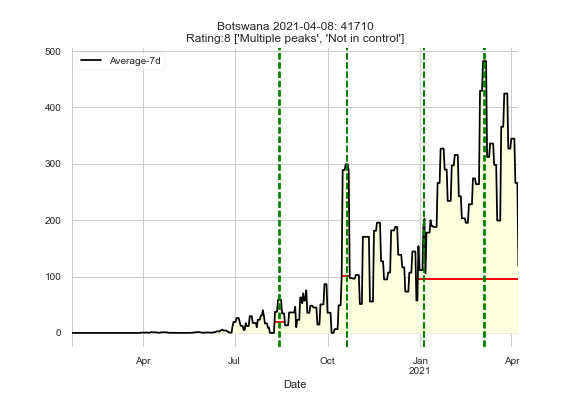 Botswana 2021-04-08: 41710
Rating:8 ['Multiple peaks', 'Not in control']
500
Average-7d
400
300
200
100
0
Apr
Jul
Oct
Jan
2021
Apr
Date